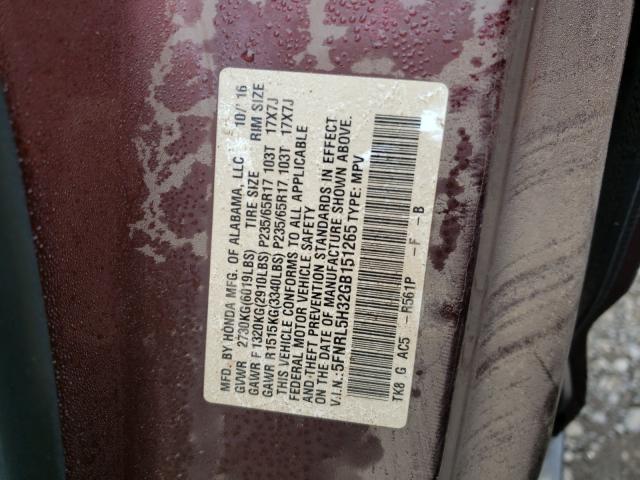 MFD. BY HONDA MFG. OF ALABAMA, LLC 10/ 16
GVWR 2730KG(6019LBS) TIRE SIZE RIM SIZE
GAWR F1320KG(2910LBS) P235/65R17 103T 17X7J
GAWR R1515KG(3340LBS) P235/65R17 103T 17X7J
THIS VEHICLE CONFORMS TO ALL APPLICABLE
FEDERAL MOTOR VEHICLE SAFETY
AND THEFT PREVENTION STANDARDS IN EFFECT
ON THE DATE OF MANUFACTURE SHOWN ABOVE.
V.I.N.:5FNRL5H32GB151265 TYPE: MPV
TK8 G AC5 -R561P -F -B